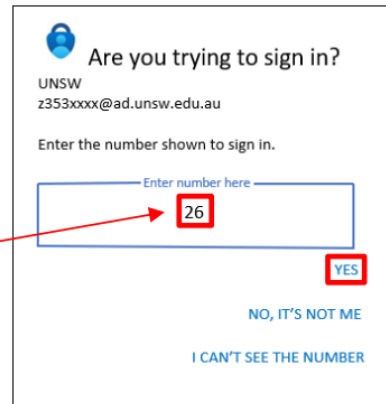 Are you trying to sign in?
UNSW
z353xxxx@ad.unsw.edu.au
Enter the number shown to sign in.
Enter number here
26
YES
NO, IT'S NOT ME
I CAN'T SEE THE NUMBER